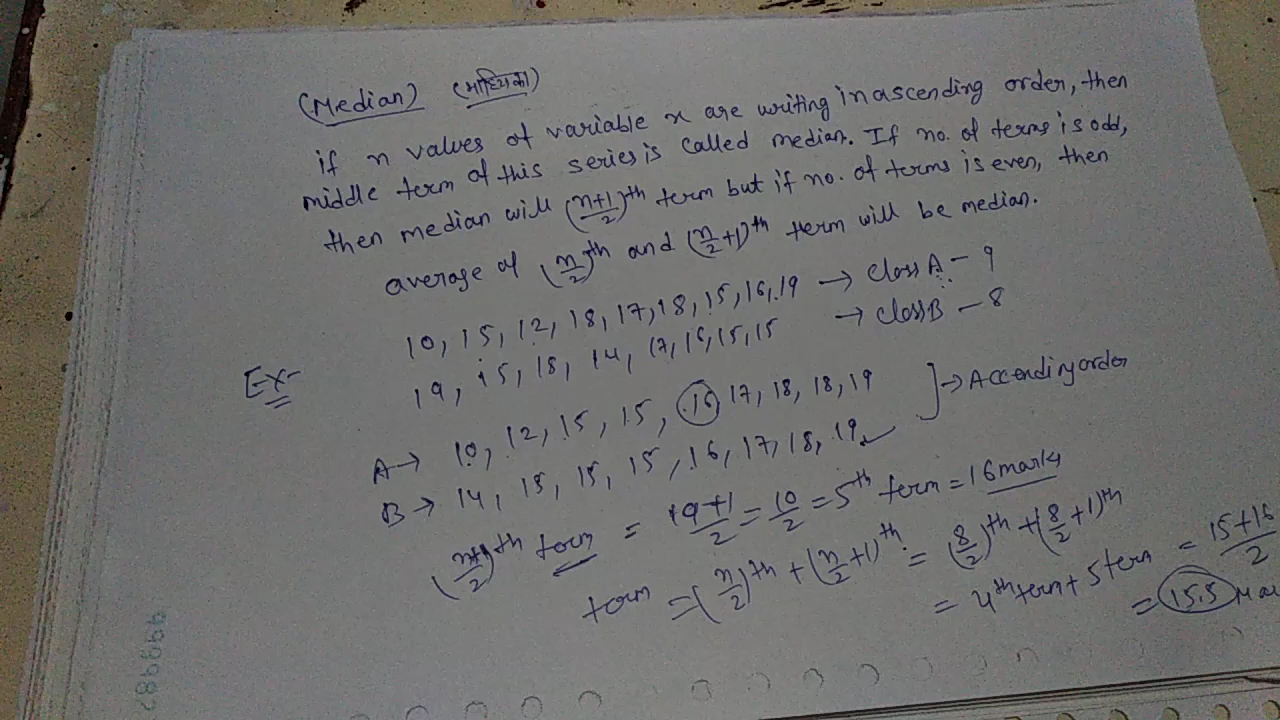 (Median) (माध्यिका)
if n values of variable x are writing in ascending order, then
middle term of this series is called median. If no. of terms is odd,
then median will (n+1/2)th term but if no. of terms is even, then
average of (n/2)th and (n/2+1)th term will be median.
Ex- 10, 15, 12, 18, 17, 18, 15, 16, 19 → Class A - 9
19, 15, 18, 14, 17, 16, 15, 15 → Class B - 8
A → 10, 12, 15, 15, 16 17, 18, 18, 19
B → 14, 15, 15, 15, 16, 17, 18, 19 ] → Accending order
(n+1/2)th term = 9+1/2 = 10/2 = 5th term = 16 marks
term = (n/2)th + (n/2+1)th = (8/2)th + (8/2+1)th
= 4th term + 5 term = 15+16/2
= 15.5 Mar